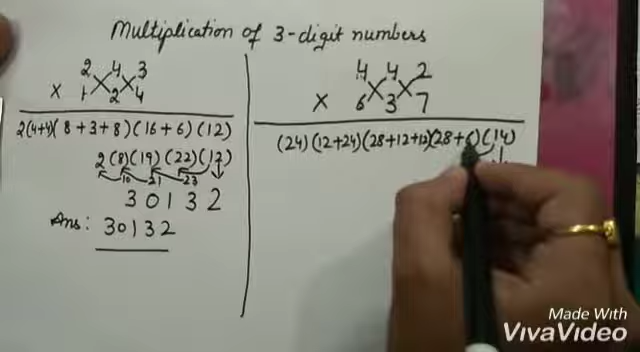 Multiplication of 3-digit numbers
2 4 3
× 1 2 4
2(4+4)(8+3+8)(16+6)(12)
2(8)(19)(22)(12)
10 21 23
3 0 1 3 2
Ans: 30132
4 4 2
× 6 3 7
(24)(12+24)(28+12+12)(28+6)(14)
Made With
VivaVideo